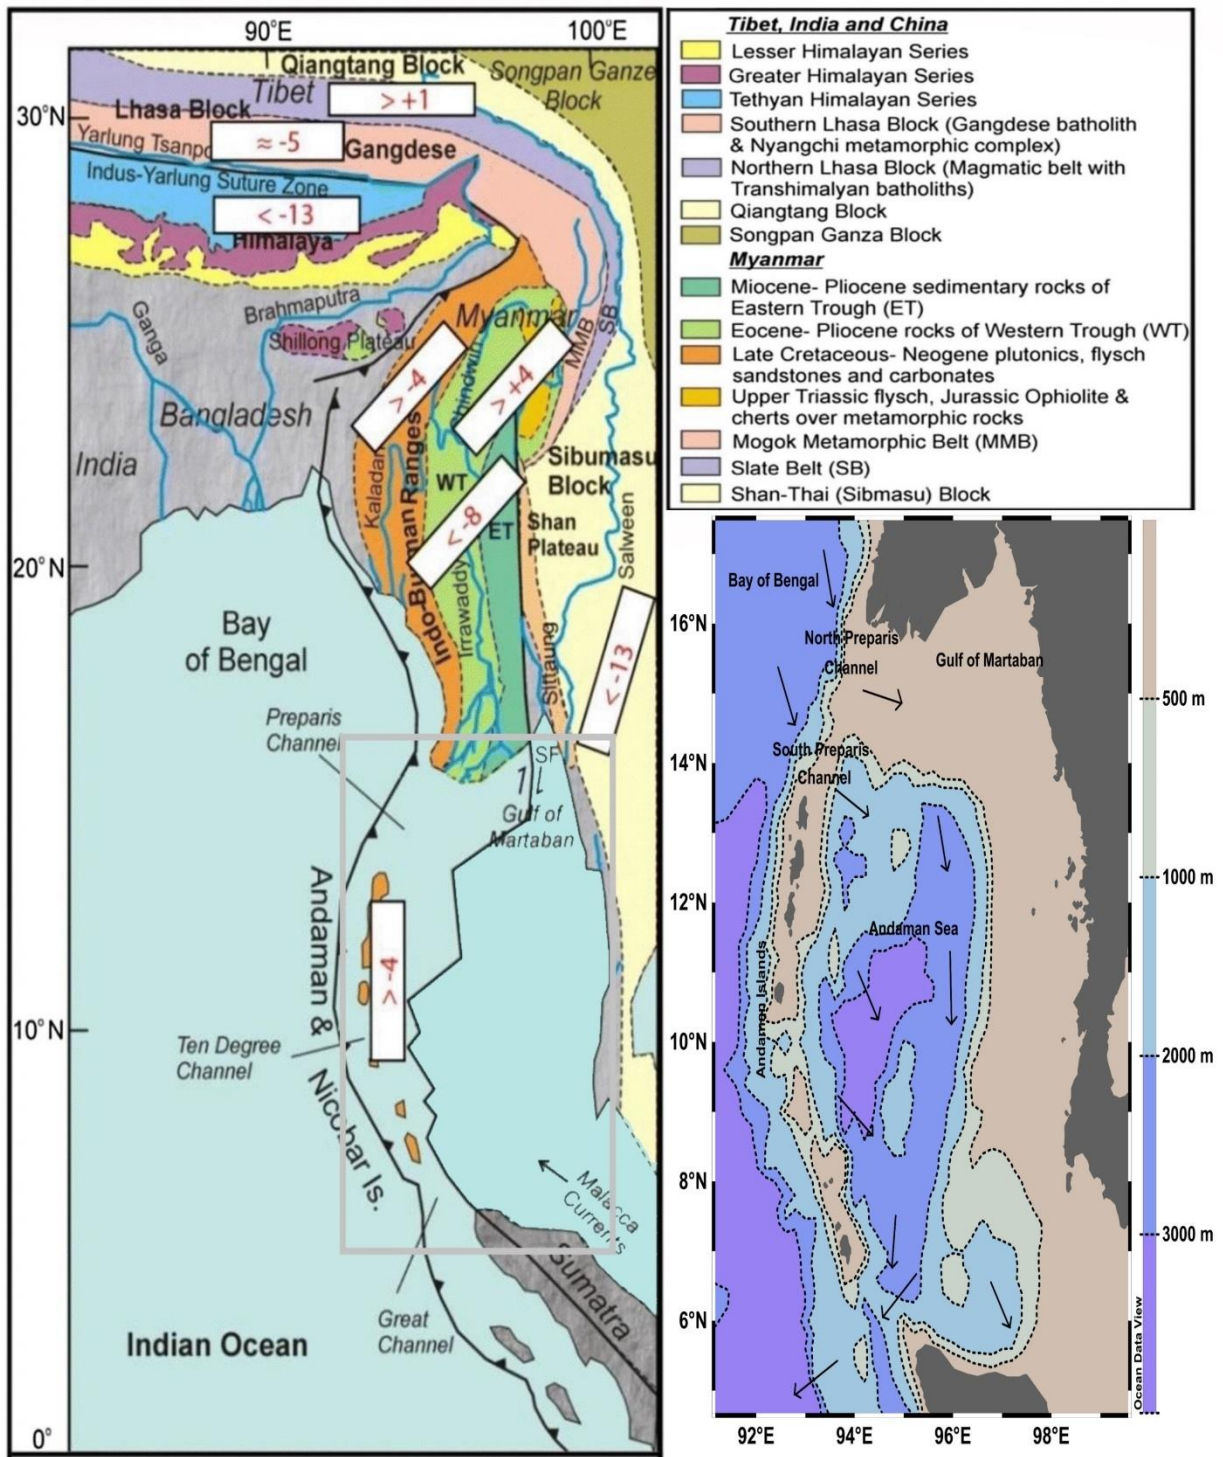 90°E
100°E
Qiangtang Block
Songpan Ganze
Block
Tibet
> +1
30°N
Lhasa Block
Yarlung Tsanpo
≈ -5
Gangdese
Indus-Yarlung Suture Zone
< -13
Himalaya
Brahmaputra
Ganga
Shillong Plateau
Myanmar
MMB
SB
> -4
Chindwin
> +4
Bangladesh
India
Kaladan
Indo-Burman Ranges
WT
Sibumasu
Block
< -8
ET
Shan
Plateau
Salween
20°N
Irrawaddy
Sittaung
< -13
Bay
of Bengal
Preparis
Channel
SF
Gulf of
Martaban
Andaman &
Nicobar Is.
> -4
10°N
Ten Degree
Channel
Malacca
Currents
Sumatra
Great
Channel
Indian Ocean
0°
Tibet, India and China
Lesser Himalayan Series
Greater Himalayan Series
Tethyan Himalayan Series
Southern Lhasa Block (Gangdese batholith
& Nyangchi metamorphic complex)
Northern Lhasa Block (Magmatic belt with
Transhimalyan batholiths)
Qiangtang Block
Songpan Ganza Block
Myanmar
Miocene- Pliocene sedimentary rocks of
Eastern Trough (ET)
Eocene- Pliocene rocks of Western Trough (WT)
Late Cretaceous- Neogene plutonics, flysch
sandstones and carbonates
Upper Triassic flysch, Jurassic Ophiolite &
cherts over metamorphic rocks
Mogok Metamorphic Belt (MMB)
Slate Belt (SB)
Shan-Thai (Sibmasu) Block
Bay of Bengal
16°N
North Preparis
Channel
Gulf of Martaban
500 m
South Preparis
Channel
14°N
1000 m
12°N
Andaman Sea
Andaman Islands
10°N
2000 m
8°N
3000 m
6°N
Ocean Data View
92°E
94°E
96°E
98°E